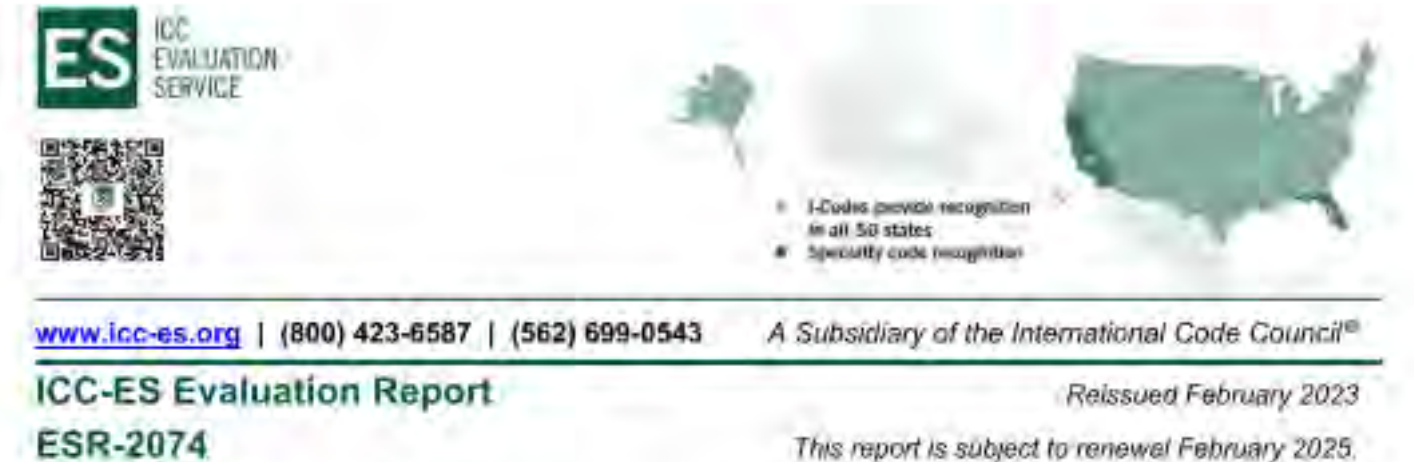 ES
ICC
EVALUATION
SERVICE
I-Codes provide recognition
in all 50 states
Specialty code recognition
www.icc-es.org | (800) 423-6587 | (562) 699-0543 A Subsidiary of the International Code Council®
ICC-ES Evaluation Report Reissued February 2023
ESR-2074 This report is subject to renewal February 2025.